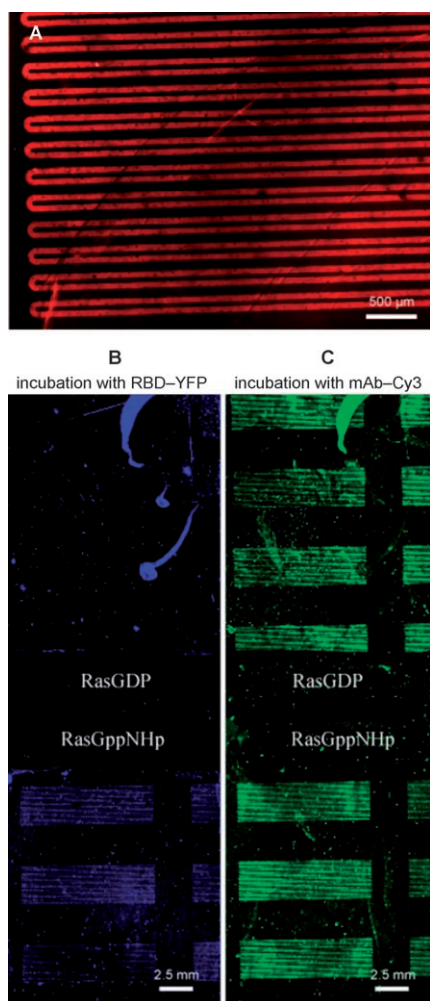 A
500 µm
B
incubation with RBD–YFP
RasGDP
RasGppNHp
2.5 mm
C
incubation with mAb–Cy3
RasGDP
RasGppNHp
2.5 mm